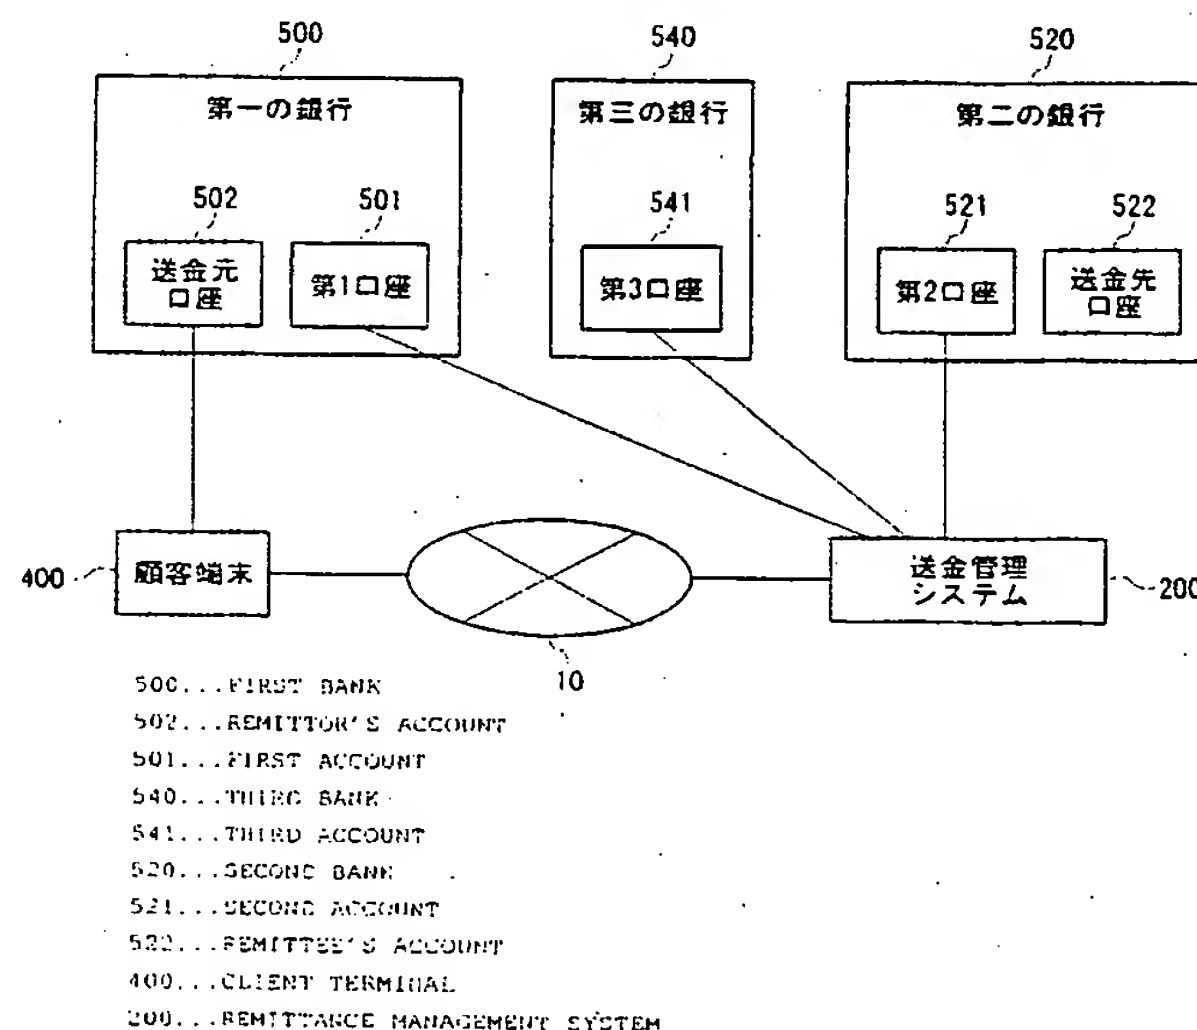 500
540
520
第一の銀行
第三の銀行
第二の銀行
502
501
541
521
522
送金元
口座
第1口座
第3口座
第2口座
送金先
口座
400
顧客端末
送金管理
システム
200
10
500...FIRST BANK
502...REMITTOR'S ACCOUNT
501...FIRST ACCOUNT
540...THIRD BANK
541...THIRD ACCOUNT
520...SECOND BANK
521...SECOND ACCOUNT
522...REMITTEE'S ACCOUNT
400...CLIENT TERMINAL
200...REMITTANCE MANAGEMENT SYSTEM